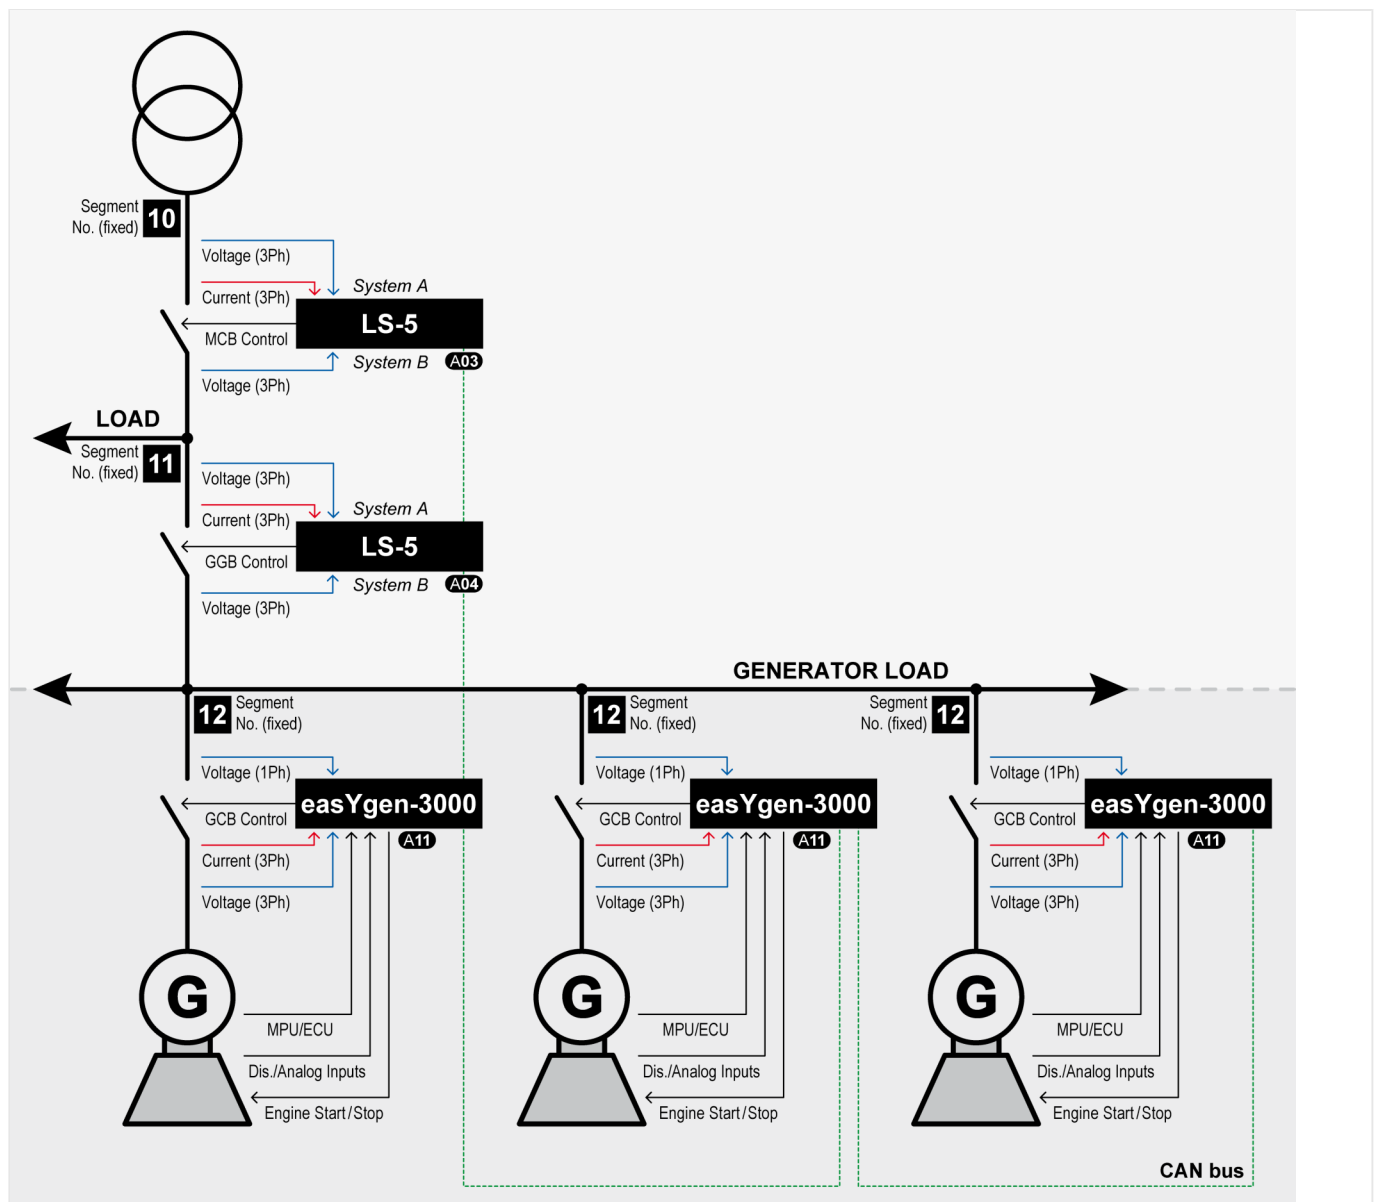 Segment
No. (fixed)
10
Voltage (3Ph)
Current (3Ph)
System A
LS-5
MCB Control
System B
A03
Voltage (3Ph)
LOAD
Segment
No. (fixed)
11
Voltage (3Ph)
Current (3Ph)
System A
LS-5
GGB Control
System B
A04
Voltage (3Ph)
GENERATOR LOAD
12
Segment
No. (fixed)
12
Segment
No. (fixed)
Segment
No. (fixed)
12
Voltage (1Ph)
easYgen-3000
GCB Control
A11
Current (3Ph)
Voltage (3Ph)
G
MPU/ECU
Dis./Analog Inputs
Engine Start/Stop
Voltage (1Ph)
easYgen-3000
GCB Control
A11
Current (3Ph)
Voltage (3Ph)
G
MPU/ECU
Dis./Analog Inputs
Engine Start/Stop
Voltage (1Ph)
easYgen-3000
GCB Control
A11
Current (3Ph)
Voltage (3Ph)
G
MPU/ECU
Dis./Analog Inputs
Engine Start/Stop
CAN bus